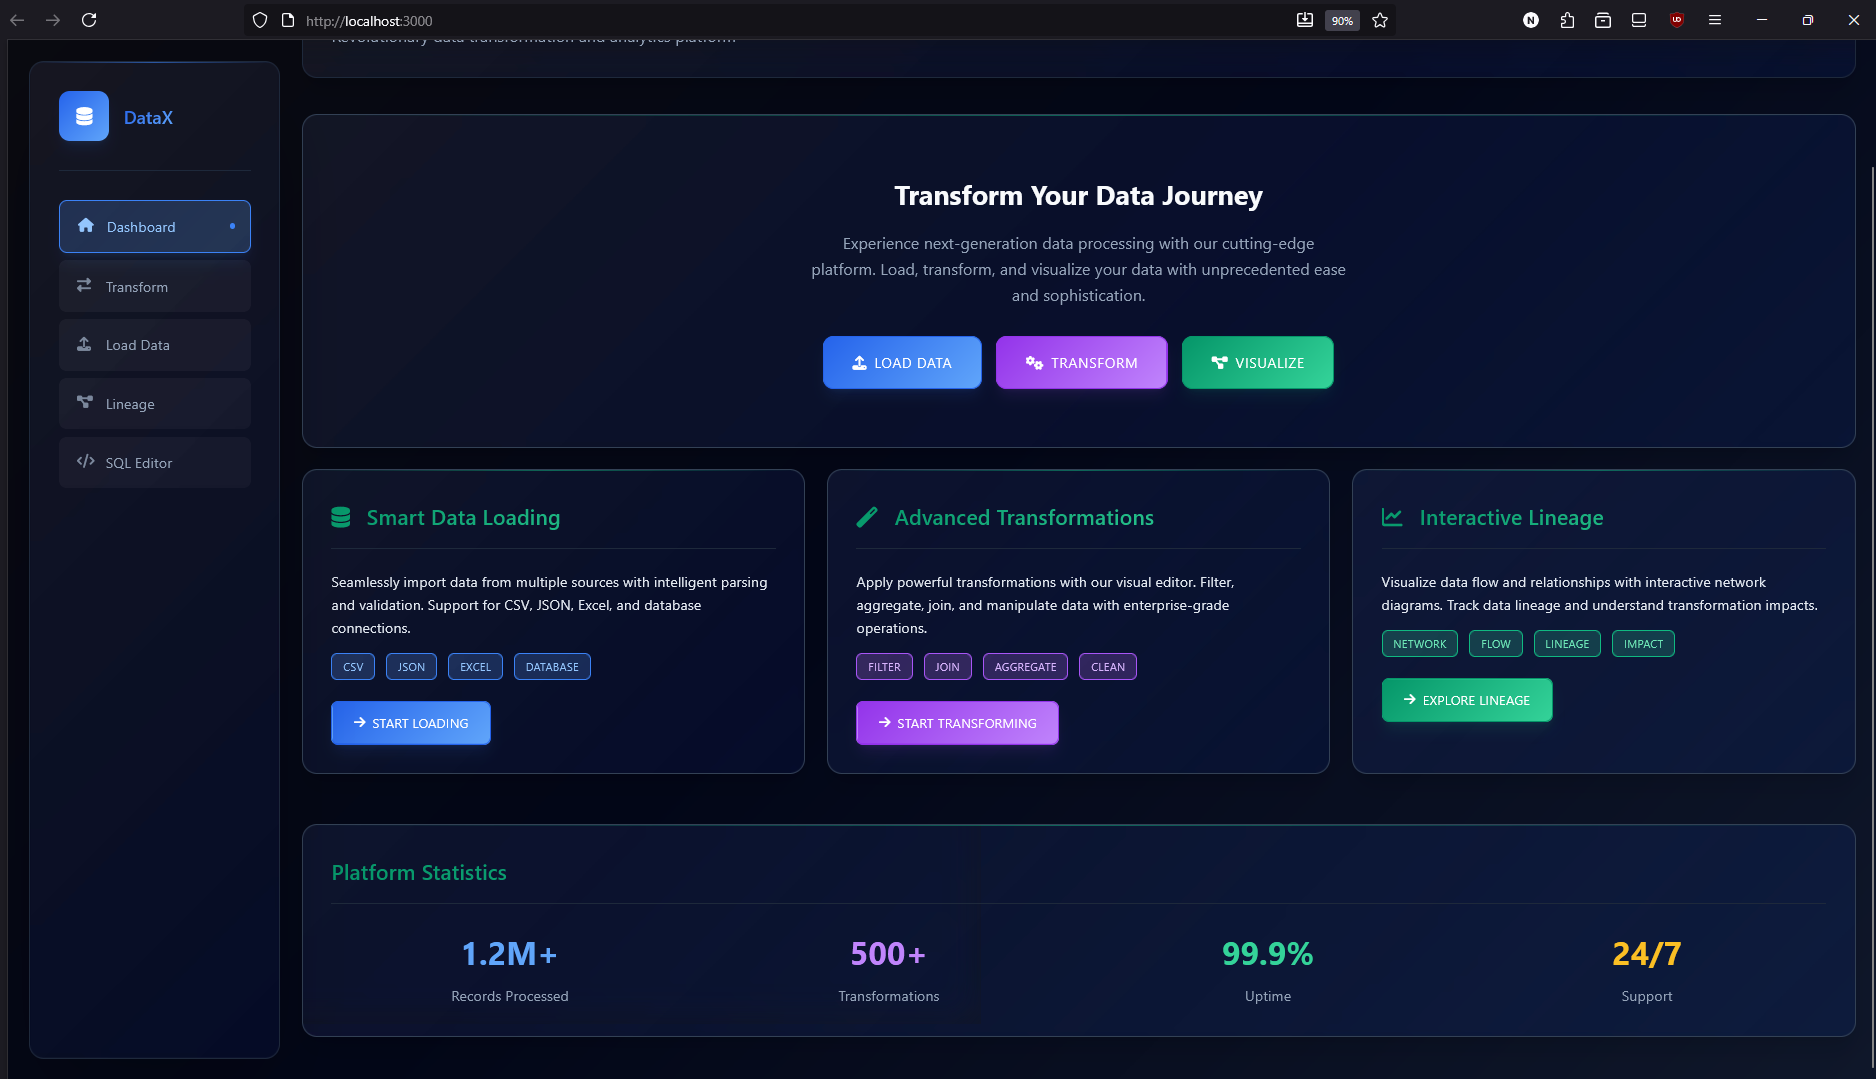 http://localhost:3000
90%
Revolutionary data transformation and analytics platform
DataX
Dashboard
Transform
Load Data
Lineage
SQL Editor
Transform Your Data Journey
Experience next-generation data processing with our cutting-edge
platform. Load, transform, and visualize your data with unprecedented ease
and sophistication.
LOAD DATA
TRANSFORM
VISUALIZE
Smart Data Loading
Seamlessly import data from multiple sources with intelligent parsing
and validation. Support for CSV, JSON, Excel, and database
connections.
CSV
JSON
EXCEL
DATABASE
START LOADING
Advanced Transformations
Apply powerful transformations with our visual editor. Filter,
aggregate, join, and manipulate data with enterprise-grade
operations.
FILTER
JOIN
AGGREGATE
CLEAN
START TRANSFORMING
Interactive Lineage
Visualize data flow and relationships with interactive network
diagrams. Track data lineage and understand transformation impacts.
NETWORK
FLOW
LINEAGE
IMPACT
EXPLORE LINEAGE
Platform Statistics
1.2M+
Records Processed
500+
Transformations
99.9%
Uptime
24/7
Support